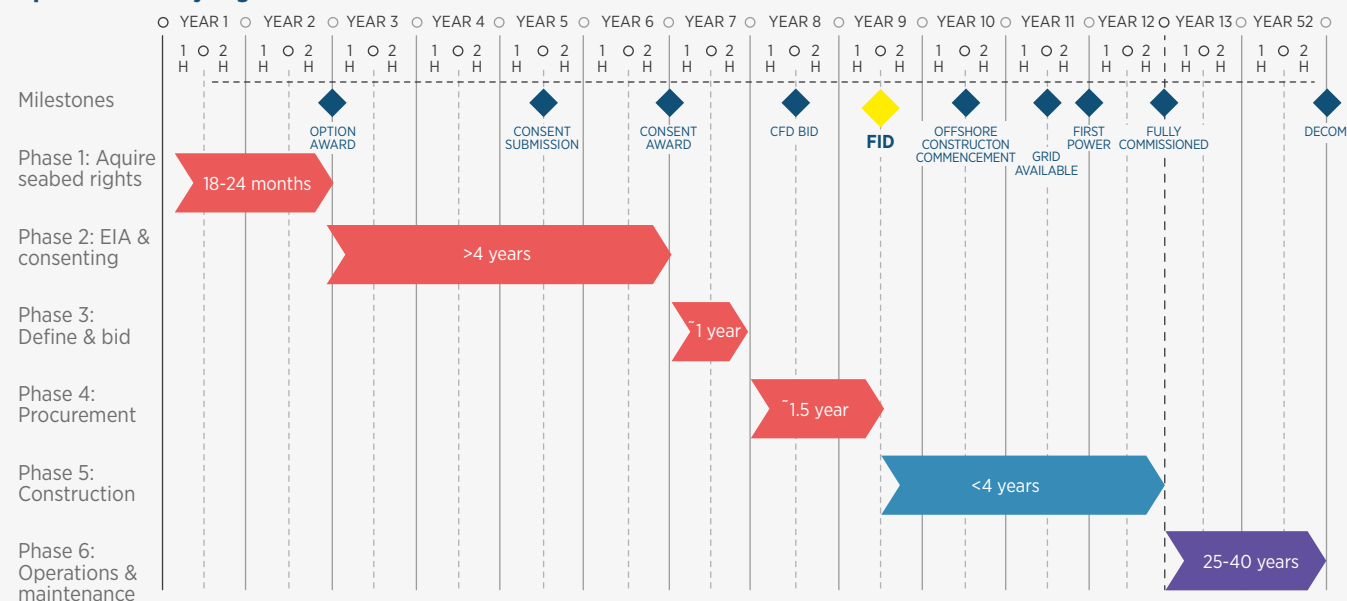 YEAR 1 YEAR 2 YEAR 3 YEAR 4 YEAR 5 YEAR 6 YEAR 7 YEAR 8 YEAR 9 YEAR 10 YEAR 11 YEAR 12 YEAR 13 YEAR 52
1 2 1 2 1 2 1 2 1 2 1 2 1 2 1 2 1 2 1 2 1 2 1 2 1 2 1 2
H H H H H H H H H H H H H H H H H H H H H H H H H H H H
Milestones
OPTION
AWARD
CONSENT
SUBMISSION
CONSENT
AWARD
CFD BID
FID
OFFSHORE
CONSTRUCTON
COMMENCEMENT
GRID
AVAILABLE
FIRST
POWER
FULLY
COMMISSIONED
DECOM
Phase 1: Aquire
seabed rights
18-24 months
Phase 2: EIA &
consenting
>4 years
Phase 3:
Define & bid
~1 year
Phase 4:
Procurement
~1.5 year
Phase 5:
Construction
<4 years
Phase 6:
Operations &
maintenance
25-40 years